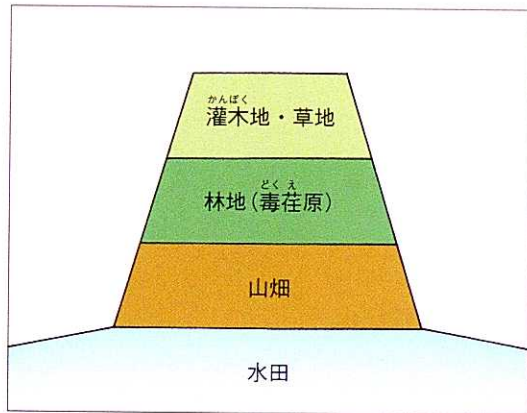 かんぼく
灌木地・草地
どくえ
林地(毒荏原)
山畑
水田